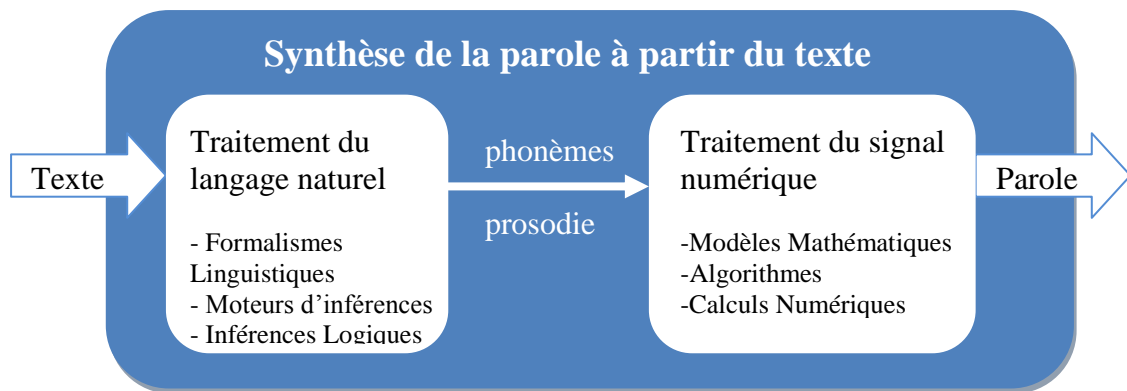 Synthèse de la parole à partir du texte
Texte
Traitement du
langage naturel
- Formalismes
Linguistiques
- Moteurs d’inférences
- Inférences Logiques
phonèmes
prosodie
Traitement du signal
numérique
-Modèles Mathématiques
-Algorithmes
-Calculs Numériques
Parole